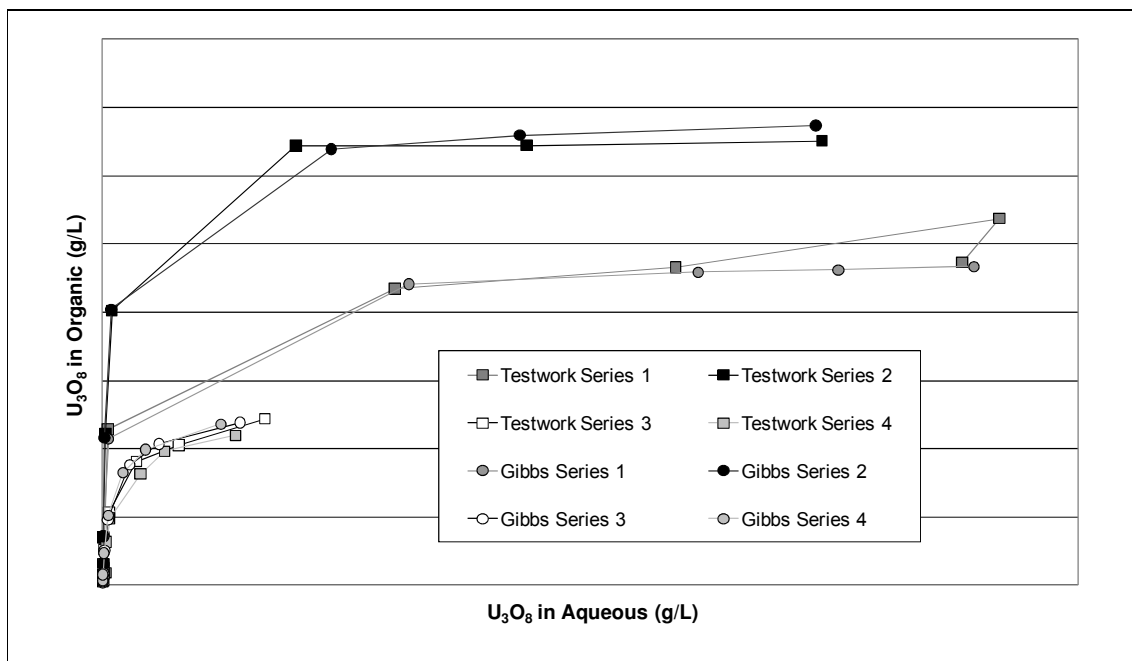 U₃O₈ in Organic (g/L)
Testwork Series 1
Testwork Series 2
Testwork Series 3
Testwork Series 4
Gibbs Series 1
Gibbs Series 2
Gibbs Series 3
Gibbs Series 4
U₃O₈ in Aqueous (g/L)